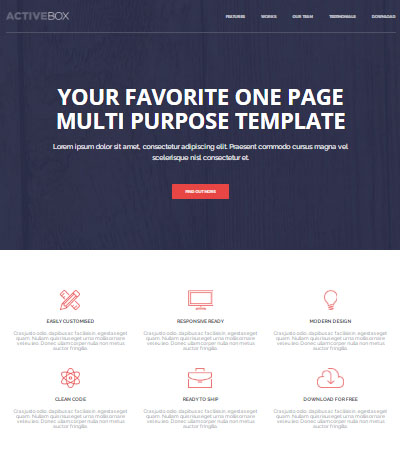 ACTIVEBOX
FEATURES WORKS OUR TEAM TESTIMONIALS DOWNLOAD
YOUR FAVORITE ONE PAGE
MULTI PURPOSE TEMPLATE
Lorem ipsum dolor sit amet, consectetur adipiscing elit. Praesent commodo cursus magna vel
scelerisque nisl consectetur et.
FIND OUT MORE
EASILY CUSTOMISED RESPONSIVE READY MODERN DESIGN
Cras justo odio, dapibus ac facilisis in, egestas eget
quam. Nullam quis risus eget urna mollis ornare
vel eu leo. Donec ullamcorper nulla non metus
auctor fringilla.
Cras justo odio, dapibus ac facilisis in, egestas eget
quam. Nullam quis risus eget urna mollis ornare
vel eu leo. Donec ullamcorper nulla non metus
auctor fringilla.
Cras justo odio, dapibus ac facilisis in, egestas eget
quam. Nullam quis risus eget urna mollis ornare
vel eu leo. Donec ullamcorper nulla non metus
auctor fringilla.
CLEAN CODE READY TO SHIP DOWNLOAD FOR FREE
Cras justo odio, dapibus ac facilisis in, egestas eget
quam. Nullam quis risus eget urna mollis ornare
vel eu leo. Donec ullamcorper nulla non metus
auctor fringilla.
Cras justo odio, dapibus ac facilisis in, egestas eget
quam. Nullam quis risus eget urna mollis ornare
vel eu leo. Donec ullamcorper nulla non metus
auctor fringilla.
Cras justo odio, dapibus ac facilisis in, egestas eget
quam. Nullam quis risus eget urna mollis ornare
vel eu leo. Donec ullamcorper nulla non metus
auctor fringilla.